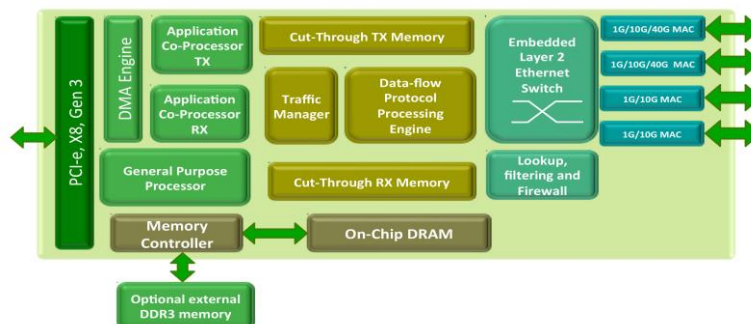 PCI-e, X8, Gen 3
DMA Engine
Application
Co-Processor
TX
Application
Co-Processor
RX
General Purpose
Processor
Cut-Through TX Memory
Traffic
Manager
Data-flow
Protocol
Processing
Engine
Cut-Through RX Memory
Embedded
Layer 2
Ethernet
Switch
Lookup,
filtering and
Firewall
1G/10G/40G MAC
1G/10G/40G MAC
1G/10G MAC
1G/10G MAC
Memory
Controller
On-Chip DRAM
Optional external
DDR3 memory